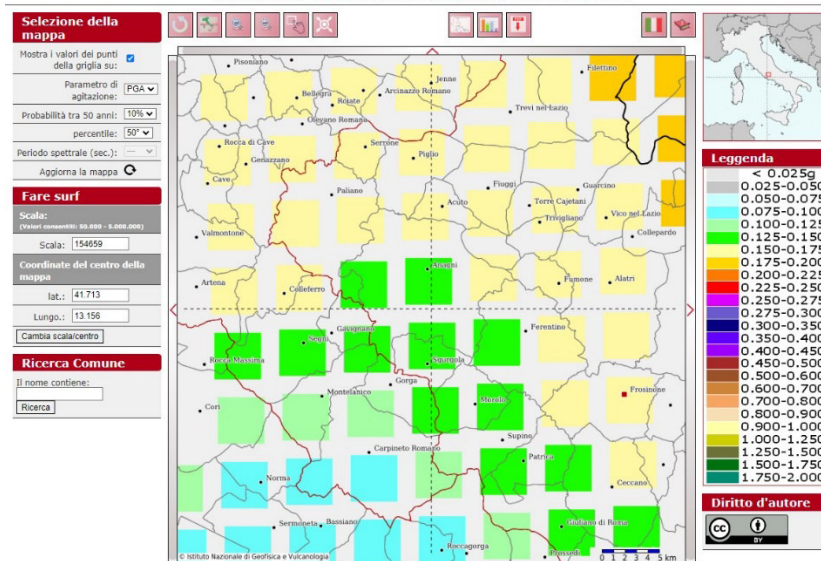 Selezione della
mappa
Mostra i valori dei punti
della griglia su:
Parametro di
agitazione: PGA
Probabilità tra 50 anni: 10%
percentile: 50°
Periodo spettrale (sec.): ---
Aggiorna la mappa
Fare surf
Scala:
(Valori consentiti: 50.000 - 5.000.000)
Scala: 154659
Coordinate del centro della
mappa
lat.: 41.713
Lungo.: 13.156
Cambia scala/centro
Ricerca Comune
Il nome contiene:
Ricerca
Pisoniano
Jenne
Filettino
Bellegra
Roiate
Arcinazzo Romano
Trevi nel Lazio
Olevano Romano
Rocca di Cave
Serrone
Genazzano
Piglio
Cave
Paliano
Fiuggi
Guarcino
Acuto
Torre Cajetani
Trivigliano
Vico nel Lazio
Valmontone
Collepardo
Anagni
Artena
Colleferro
Fumone
Alatri
Gavignano
Segni
Ferentino
Rocca Massima
Sgurgola
Gorga
Montelanico
Frosinone
Cori
Morolo
Supino
Carpineto Romano
Patrica
Norma
Ceccano
Sermoneta
Bassiano
Giuliano di Roma
Roccagorga
Prossedi
© Istituto Nazionale di Geofisica e Vulcanologia
0 1 2 3 4 5 km
Leggenda
< 0.025g
0.025-0.050
0.050-0.075
0.075-0.100
0.100-0.125
0.125-0.150
0.150-0.175
0.175-0.200
0.200-0.225
0.225-0.250
0.250-0.275
0.275-0.300
0.300-0.350
0.350-0.400
0.400-0.450
0.450-0.500
0.500-0.600
0.600-0.700
0.700-0.800
0.800-0.900
0.900-1.000
1.000-1.250
1.250-1.500
1.500-1.750
1.750-2.000
Diritto d'autore
cc
BY